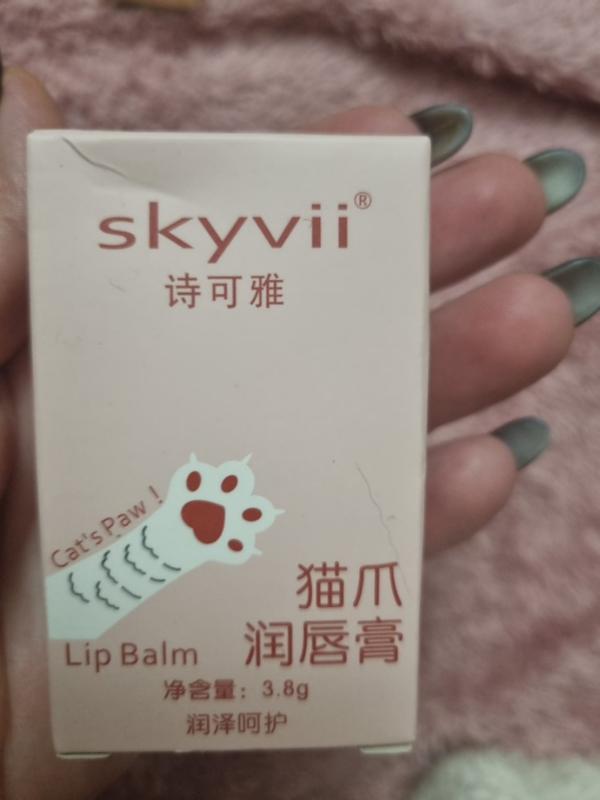 skyvii®
诗可雅
Cat's Paw !
猫爪
Lip Balm 润唇膏
净含量：3.8g
润泽呵护